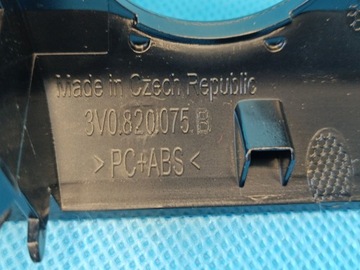 Made in Czech Republic
3V0.820.075.B
>PC+ABS<